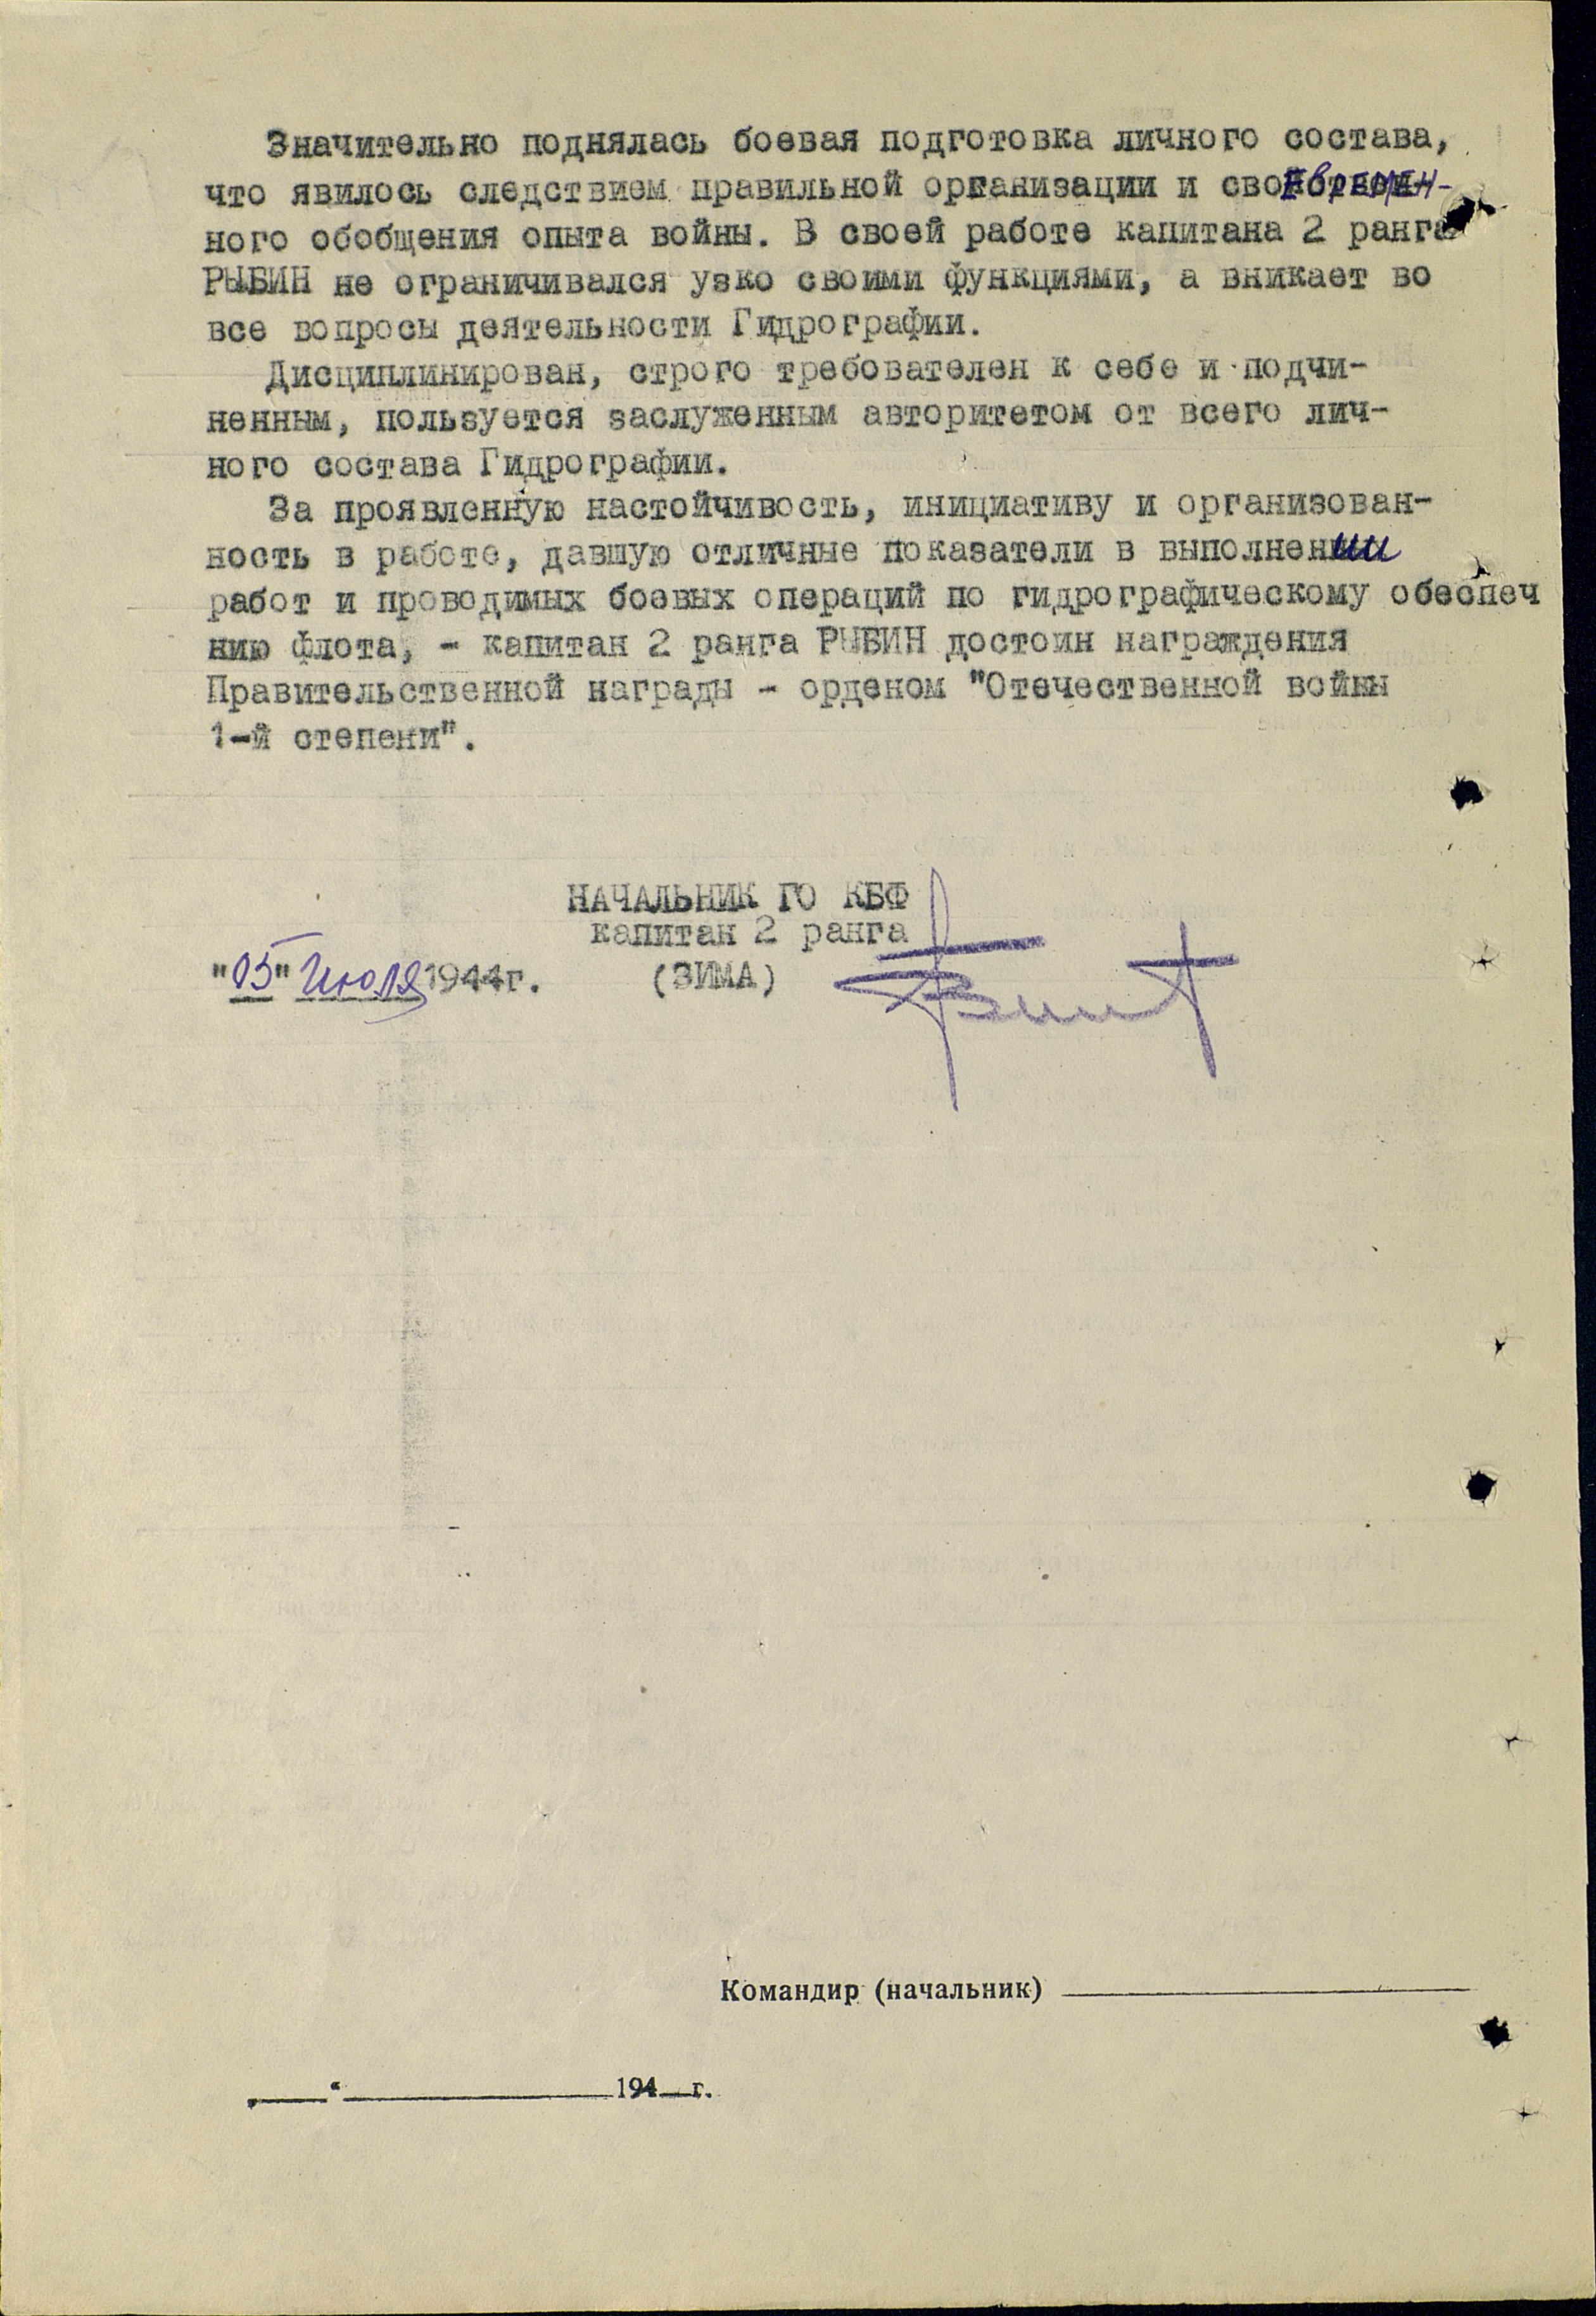 Значительно поднялась боевая подготовка личного состава,
что явилось следствием правильной организации и своевремен-
ного обобщения опыта войны. В своей работе капитана 2 ранга
РЫБИН не ограничивался узко своими функциями, а вникает во
все вопросы деятельности Гидрографии.
Дисциплинирован, строго требователен к себе и подчи-
ненным, пользуется заслуженным авторитетом от всего лич-
ного состава Гидрографии.
За проявленную настойчивость, инициативу и организован-
ность в работе, давшую отличные показатели в выполнении
работ и проводимых боевых операций по гидрографическому обеспеч
нию флота, - капитан 2 ранга РЫБИН достоин награждения
Правительственной награды - орденом "Отечественной войны
1-й степени".
НАЧАЛЬНИК ГО КБФ
капитан 2 ранга
"05" Июля 1944г. (ЗИМА)
Командир (начальник)
„ “ 194 г.